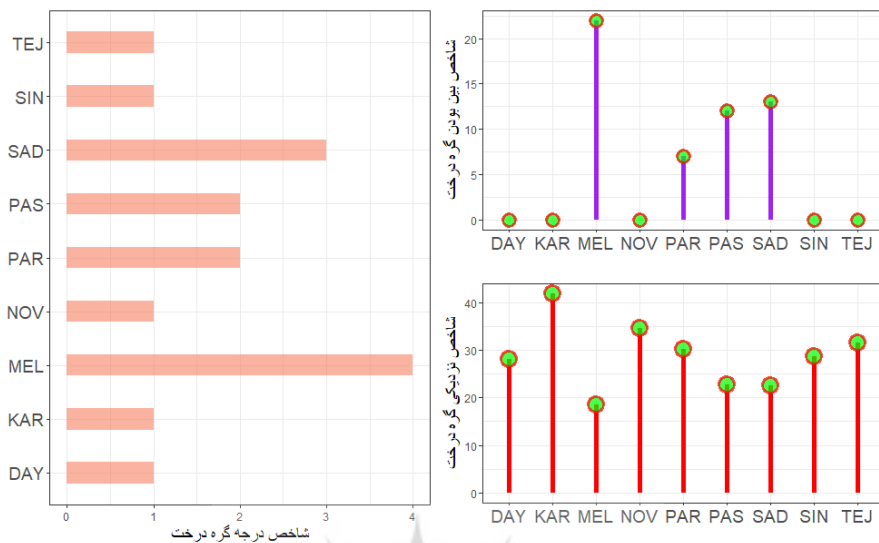 TEJ
SIN
SAD
PAS
PAR
NOV
MEL
KAR
DAY
0 1 2 3 4
شاخص درجه گره درخت
شاخص بین بودن گره درخت
20
15
10
5
0
DAY KAR MEL NOV PAR PAS SAD SIN TEJ
شاخص نزدیکی گره درخت
40
30
20
10
0
DAY KAR MEL NOV PAR PAS SAD SIN TEJ